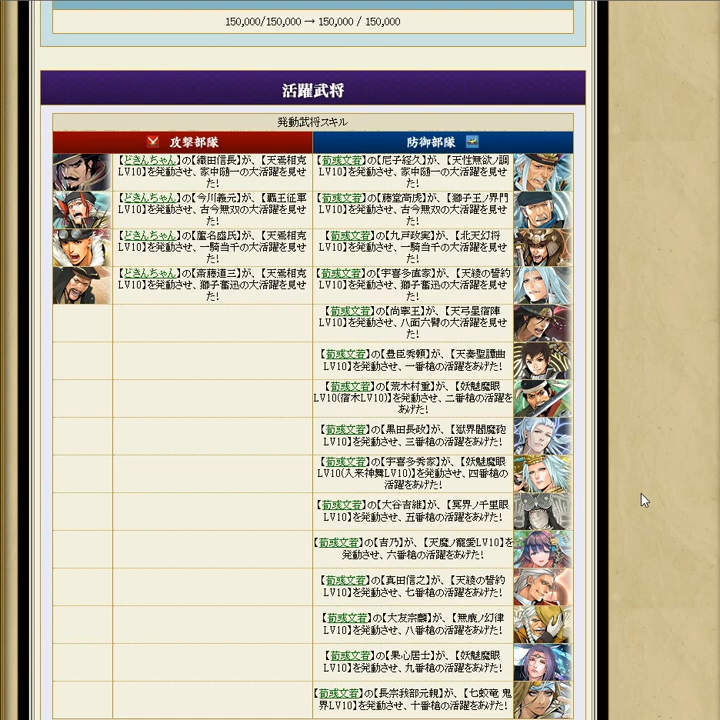 150,000/150,000 → 150,000 / 150,000
活躍武将
発動武将スキル
攻撃部隊
防御部隊
【どきんちゃん】の【織田信長】が、【天鴬相克
LV10】を発動させ、家中随一の大活躍を見せ
た!
【荀彧文若】の【尼子経久】が、【天性無欲ノ調
LV10】を発動させ、家中随一の大活躍を見せ
た!
【どきんちゃん】の【今川義元】が、【覇王征軍
LV10】を発動させ、古今無双の大活躍を見せ
た!
【荀彧文若】の【藤堂高虎】が、【獅子王ノ界門
LV10】を発動させ、古今無双の大活躍を見せ
た!
【どきんちゃん】の【蘆名盛氏】が、【天鴬相克
LV10】を発動させ、一騎当千の大活躍を見せ
た!
【荀彧文若】の【九戸政実】が、【北天幻将
LV10】を発動させ、一騎当千の大活躍を見せ
た!
【どきんちゃん】の【斎藤道三】が、【天鴬相克
LV10】を発動させ、獅子奮迅の大活躍を見せ
た!
【荀彧文若】の【宇喜多直家】が、【天綾の誓約
LV10】を発動させ、獅子奮迅の大活躍を見せ
た!
【荀彧文若】の【尚寧王】が、【天弓星宿陣
LV10】を発動させ、八面六臂の大活躍を見せ
た!
【荀彧文若】の【豊臣秀頼】が、【天奏聖譚曲
LV10】を発動させ、一番槍の活躍をあげた!
【荀彧文若】の【荒木村重】が、【妖魅魔眼
LV10(宿木LV10)】を発動させ、二番槍の活躍を
あげた!
【荀彧文若】の【黒田長政】が、【獄界閻魔砲
LV10】を発動させ、三番槍の活躍をあげた!
【荀彧文若】の【宇喜多秀家】が、【妖魅魔眼
LV10(入来神舞LV10)】を発動させ、四番槍の
活躍をあげた!
【荀彧文若】の【大谷吉継】が、【冥界ノ千里眼
LV10】を発動させ、五番槍の活躍をあげた!
【荀彧文若】の【吉乃】が、【天魔ノ寵愛LV10】を
発動させ、六番槍の活躍をあげた!
【荀彧文若】の【真田信之】が、【天綾の誓約
LV10】を発動させ、七番槍の活躍をあげた!
【荀彧文若】の【大友宗麟】が、【無鹿ノ幻律
LV10】を発動させ、八番槍の活躍をあげた!
【荀彧文若】の【果心居士】が、【妖魅魔眼
LV10】を発動させ、九番槍の活躍をあげた!
【荀彧文若】の【長宗我部元親】が、【七鮫竜 鬼
界LV10】を発動させ、十番槍の活躍をあげた!